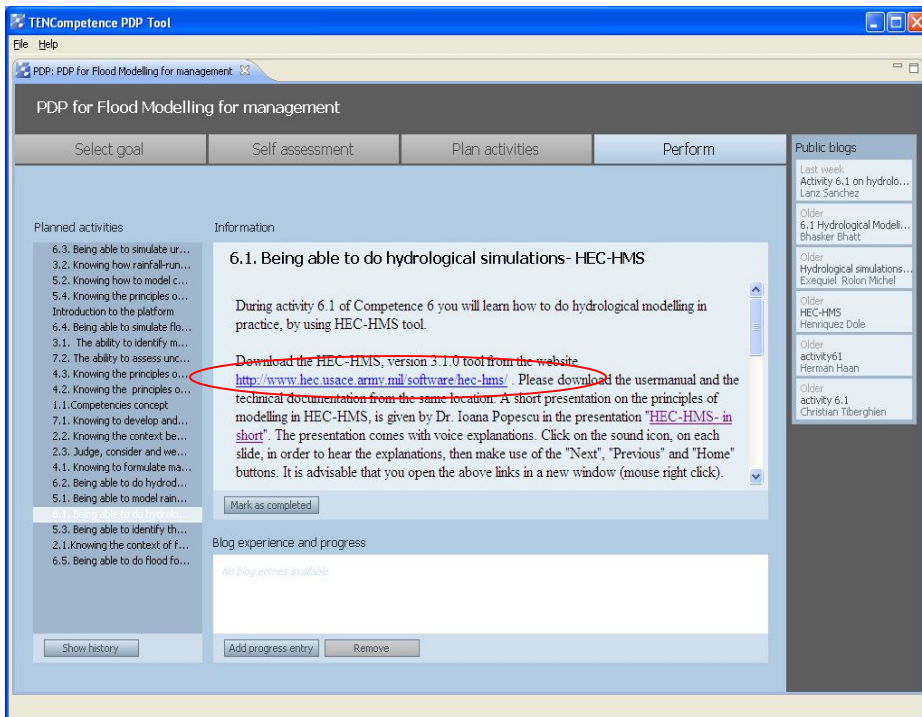 TENCompetence PDP Tool
File Help
PDP: PDP for Flood Modelling for management
PDP for Flood Modelling for management
Select goal
Self assessment
Plan activities
Perform
Planned activities
6.3. Being able to simulate ur...
3.2. Knowing how rainfall-run...
5.2. Knowing how to model c...
5.4. Knowing the principles o...
Introduction to the platform
6.4. Being able to simulate flo...
3.1. The ability to identify m...
7.2. The ability to assess unc...
4.3. Knowing the principles o...
4.2. Knowing the principles o...
1.1.Competencies concept
7.1. Knowing to develop and...
2.2. Knowing the context be...
2.3. Judge, consider and we...
4.1. Knowing to formulate ma...
6.2. Being able to do hydrod...
5.1. Being able to model rain...
6.1. Being able to do hydrolo...
5.3. Being able to identify th...
2.1.Knowing the context of f...
6.5. Being able to do flood fo...
Show history
Information
6.1. Being able to do hydrological simulations- HEC-HMS
During activity 6.1 of Competence 6 you will learn how to do hydrological modelling in
practice, by using HEC-HMS tool.
Download the HEC-HMS, version 3.1.0 tool from the website
http://www.hec.usace.army.mil/software/hec-hms/ . Please download the usermanual and the
technical documentation from the same location. A short presentation on the principles of
modelling in HEC-HMS, is given by Dr. Ioana Popescu in the presentation "HEC-HMS- in
short". The presentation comes with voice explanations. Click on the sound icon, on each
slide, in order to hear the explanations, then make use of the "Next", "Previous" and "Home"
buttons. It is advisable that you open the above links in a new window (mouse right click).
Mark as completed
Blog experience and progress
No blog entries available
Add progress entry
Remove
Public blogs
Last week
Activity 6.1 on hydrolo...
Lanz Sanchez
Older
6.1 Hydrological Modeli...
Bhasker Bhatt
Older
Hydrological simulations...
Exequiel Rolon Michel
Older
HEC-HMS
Henriquez Dole
Older
activity61
Herman Haan
Older
activity 6.1
Christian Tiberghien